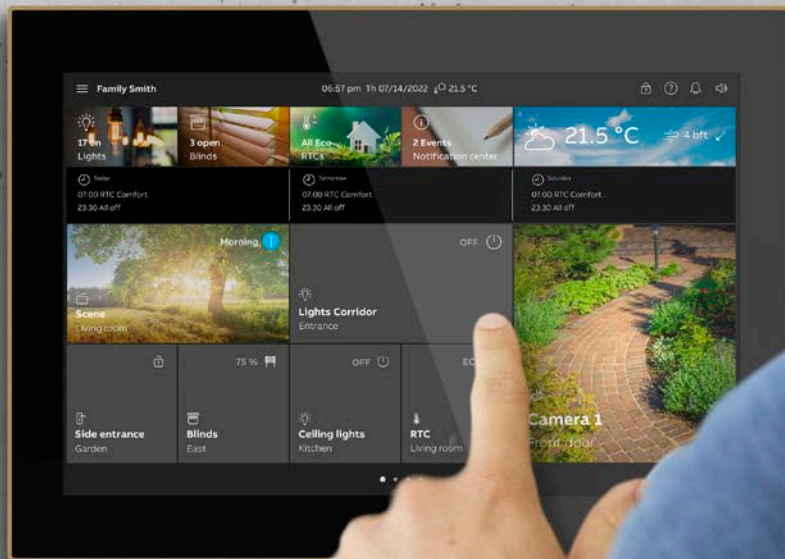 Family Smith
06:57 pm Th 07/14/2022 21.5 °C
17 on
Lights
3 open
Blinds
All Eco
RTCs
2 Events
Notification center
21.5 °C
4 bft
Today
07:00 RTC Comfort
23:30 All off
Tomorrow
07:00 RTC Comfort
23:30 All off
Saturday
07:00 RTC Comfort
23:30 All off
Morning
Scene
Living room
OFF
Lights Corridor
Entrance
Side entrance
Garden
75 %
Blinds
East
OFF
Ceiling lights
Kitchen
RTC
Living room
Camera 1
Front door